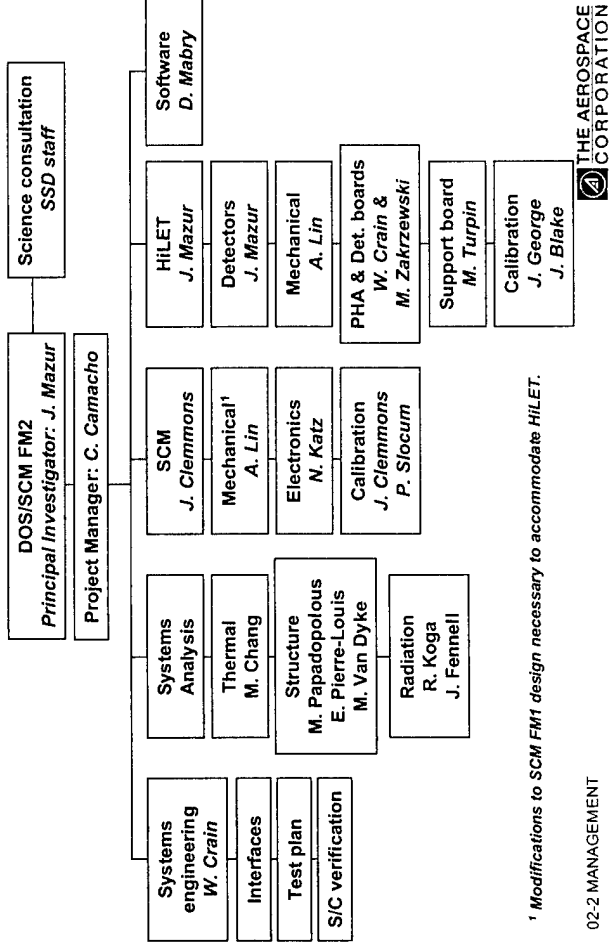 DOS/SCM FM2
Principal Investigator: J. Mazur
Science consultation
SSD staff
Project Manager: C. Camacho
Systems
engineering
W. Crain
Interfaces
Test plan
S/C verification
Systems
Analysis
Thermal
M. Chang
Structure
M. Papadopolous
E. Pierre-Louis
M. Van Dyke
Radiation
R. Koga
J. Fennell
SCM
J. Clemmons
Mechanical¹
A. Lin
Electronics
N. Katz
Calibration
J. Clemmons
P. Slocum
HiLET
J. Mazur
Detectors
J. Mazur
Mechanical
A. Lin
PHA & Det. boards
W. Crain &
M. Zakrzewski
Support board
M. Turpin
Calibration
J. George
J. Blake
Software
D. Mabry
¹ Modifications to SCM FM1 design necessary to accommodate HiLET.
02-2 MANAGEMENT
THE AEROSPACE
CORPORATION